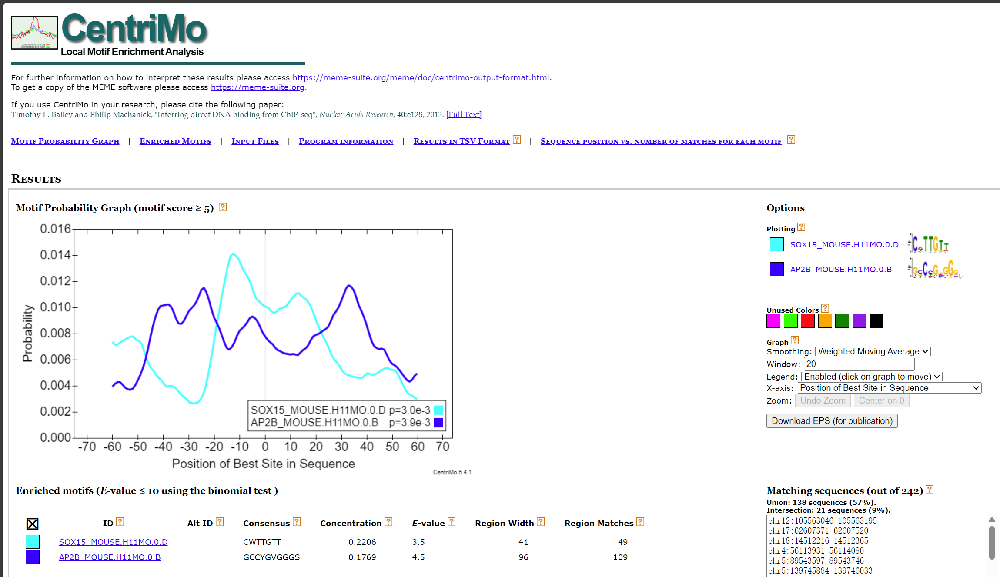 CentriMo
Local Motif Enrichment Analysis
For further information on how to interpret these results please access https://meme-suite.org/meme/doc/centrimo-output-format.html.
To get a copy of the MEME software please access https://meme-suite.org.
If you use CentriMo in your research, please cite the following paper:
Timothy L. Bailey and Philip Machanick, "Inferring direct DNA binding from ChIP-seq", Nucleic Acids Research, 40:e128, 2012. [Full Text]
Motif Probability Graph | Enriched Motifs | Input Files | Program information | Results in TSV Format ? | Sequence position vs. number of matches for each motif ?
Results
Motif Probability Graph (motif score ≥ 5) ?
0.016
0.014
0.012
0.010
0.008
0.006
0.004
0.002
0.000
Probability
-70 -60 -50 -40 -30 -20 -10 0 10 20 30 40 50 60 70
Position of Best Site in Sequence
SOX15_MOUSE.H11MO.0.D p=3.0e-3
AP2B_MOUSE.H11MO.0.B p=3.9e-3
CentriMo 5.4.1
Options
Plotting ?
SOX15_MOUSE.H11MO.0.D
AP2B_MOUSE.H11MO.0.B
Unused Colors ?
Graph ?
Smoothing: Weighted Moving Average
Window: 20
Legend: Enabled (click on graph to move)
X-axis: Position of Best Site in Sequence
Zoom: Undo Zoom Center on 0
Download EPS (for publication)
Enriched motifs (E-value ≤ 10 using the binomial test )
ID ? Alt ID ? Consensus ? Concentration ? E-value ? Region Width ? Region Matches ?
SOX15_MOUSE.H11MO.0.D CWTTGTT 0.2206 3.5 41 49
AP2B_MOUSE.H11MO.0.B GCCYGVGGGS 0.1769 4.5 96 109
Matching sequences (out of 242) ?
Union: 138 sequences (57%).
Intersection: 21 sequences (9%).
chr12:105563046-105563195
chr17:62607371-62607520
chr18:14512216-14512365
chr4:56113931-56114080
chr5:89543597-89543746
chr5:139745884-139746033